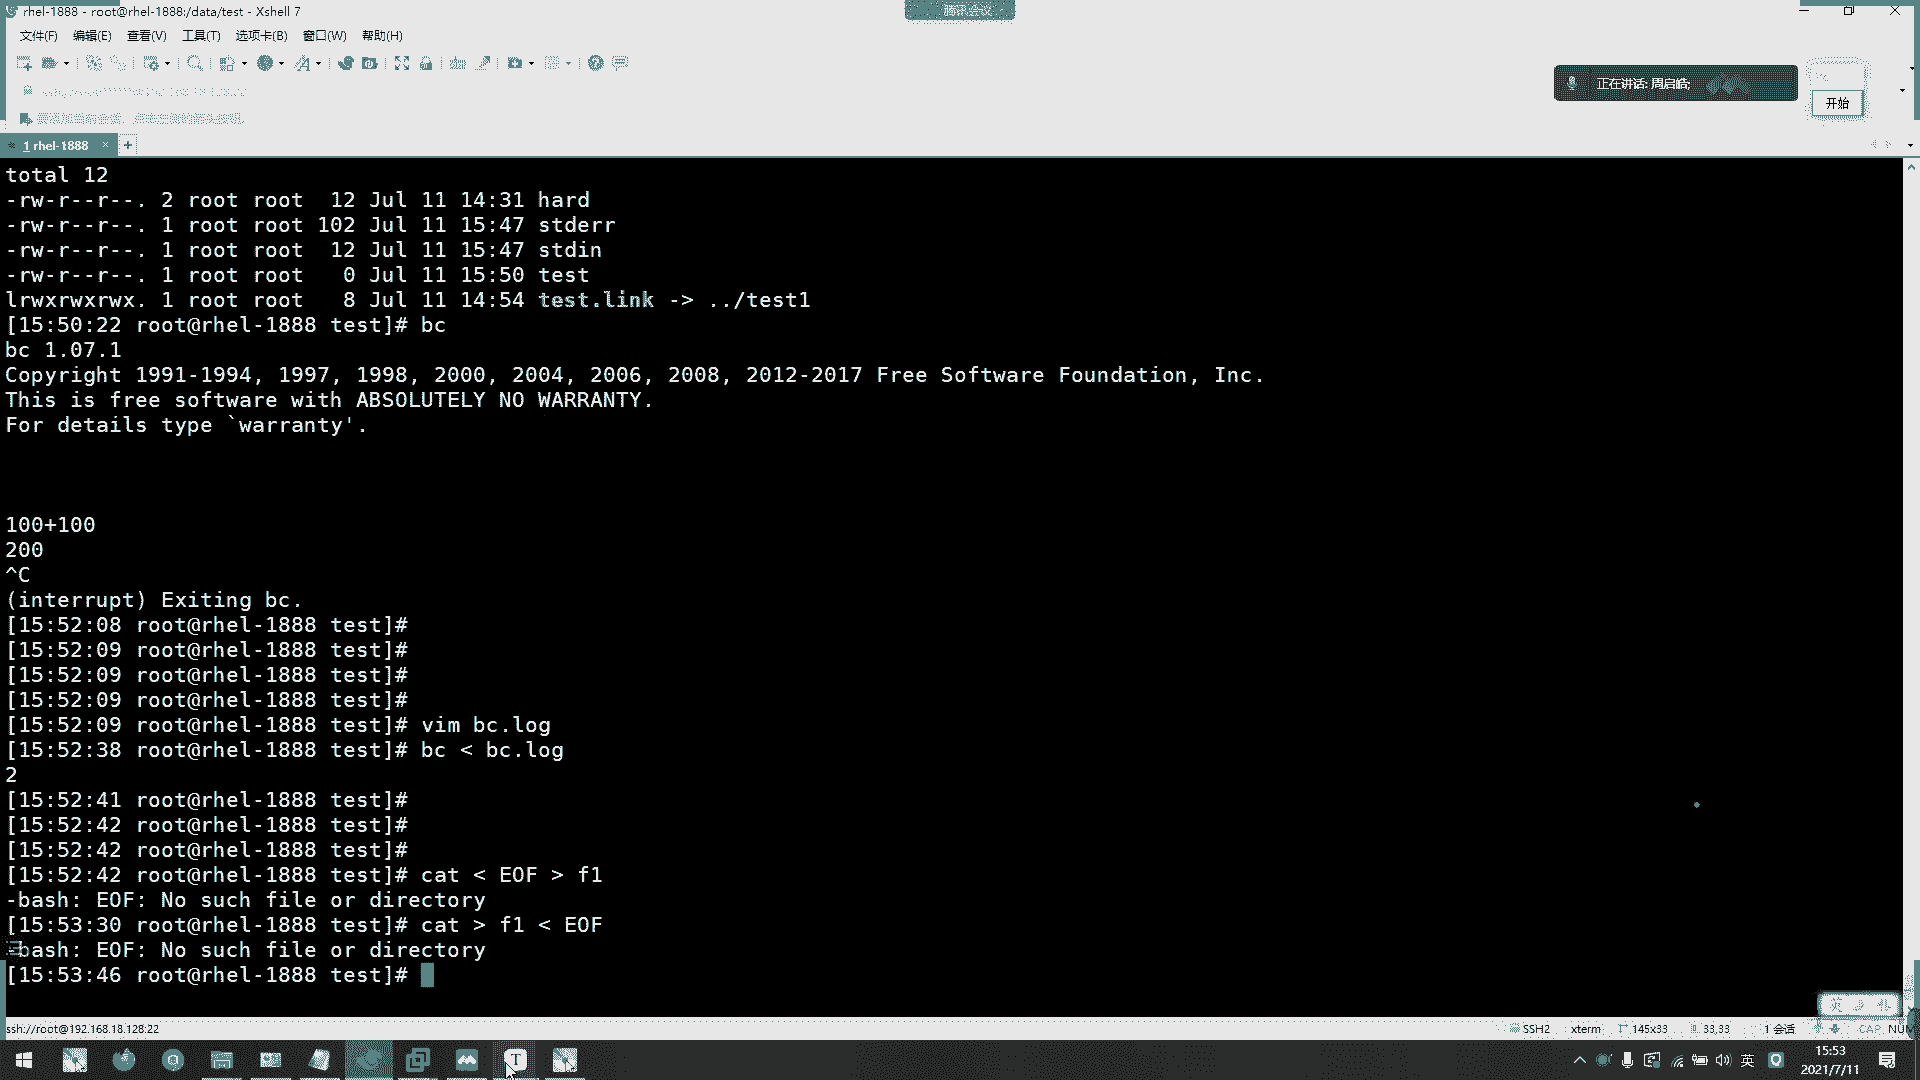 rhel-1888 - root@rhel-1888:/data/test - Xshell 7
腾讯会议
文件(F) 编辑(E) 查看(V) 工具(T) 选项卡(B) 窗口(W) 帮助(H)
正在讲话: 周启皓;
开始
1 rhel-1888
total 12
-rw-r--r--. 2 root root  12 Jul 11 14:31 hard
-rw-r--r--. 1 root root 102 Jul 11 15:47 stderr
-rw-r--r--. 1 root root  12 Jul 11 15:47 stdin
-rw-r--r--. 1 root root   0 Jul 11 15:50 test
lrwxrwxrwx. 1 root root   8 Jul 11 14:54 test.link -> ../test1
[15:50:22 root@rhel-1888 test]# bc
bc 1.07.1
Copyright 1991-1994, 1997, 1998, 2000, 2004, 2006, 2008, 2012-2017 Free Software Foundation, Inc.
This is free software with ABSOLUTELY NO WARRANTY.
For details type `warranty'.
100+100
200
^C
(interrupt) Exiting bc.
[15:52:08 root@rhel-1888 test]#
[15:52:09 root@rhel-1888 test]#
[15:52:09 root@rhel-1888 test]#
[15:52:09 root@rhel-1888 test]#
[15:52:09 root@rhel-1888 test]# vim bc.log
[15:52:38 root@rhel-1888 test]# bc < bc.log
2
[15:52:41 root@rhel-1888 test]#
[15:52:42 root@rhel-1888 test]#
[15:52:42 root@rhel-1888 test]#
[15:52:42 root@rhel-1888 test]# cat < EOF > f1
-bash: EOF: No such file or directory
[15:53:30 root@rhel-1888 test]# cat > f1 < EOF
-bash: EOF: No such file or directory
[15:53:46 root@rhel-1888 test]#
ssh://root@192.168.18.128:22
SSH2 xterm 145x33 33,33 1 会话 CAP NUM
英
15:53
2021/7/11